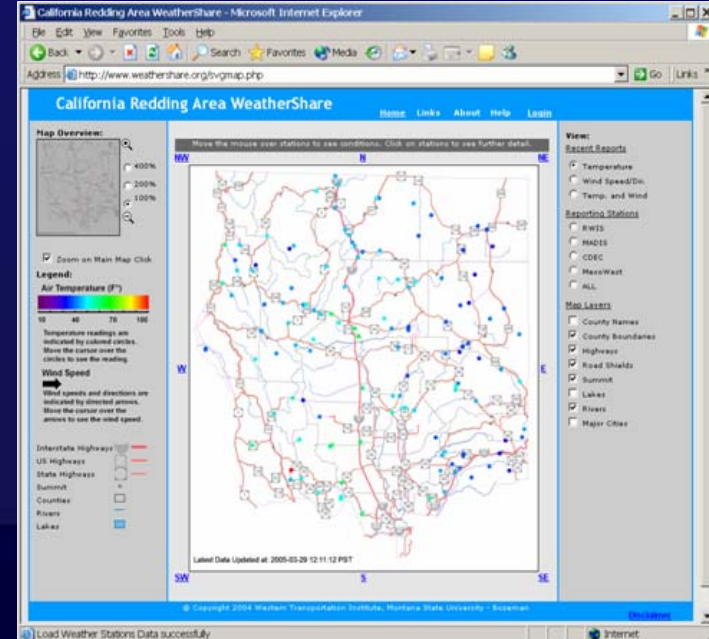 California Redding Area WeatherShare - Microsoft Internet Explorer
File Edit View Favorites Tools Help
Back Search Favorites Media
Address http://www.weathershare.org/svgmap.php Go Links
California Redding Area WeatherShare
Home Links About Help Login
Map Overview:
400%
200%
100%
Zoom on Main Map Click
Legend:
Air Temperature (F°)
10 40 70 100
Temperature readings are
indicated by colored circles.
Move the cursor over the
circles to see the reading.
Wind Speed
Wind speeds and directions are
indicated by directed arrows.
Move the cursor over the
arrows to see the wind speed.
Interstate Highways
US Highways
State Highways
Summit
Counties
Rivers
Lakes
Move the mouse over stations to see conditions. Click on stations to see further detail.
NW N NE
W E
Latest Data Updated at: 2005-03-29 12:11:12 PST
SW S SE
View:
Recent Reports
Temperature
Wind Speed/Dir.
Temp. and Wind
Reporting Stations
RWIS
MADIS
CDEC
MesoWest
ALL
Map Layers
County Names
County Boundaries
Highways
Road Shields
Summit
Lakes
Rivers
Major Cities
© Copyright 2004 Western Transportation Institute, Montana State University - Bozeman
Disclaimer
Load Weather Stations Data successfully
Internet